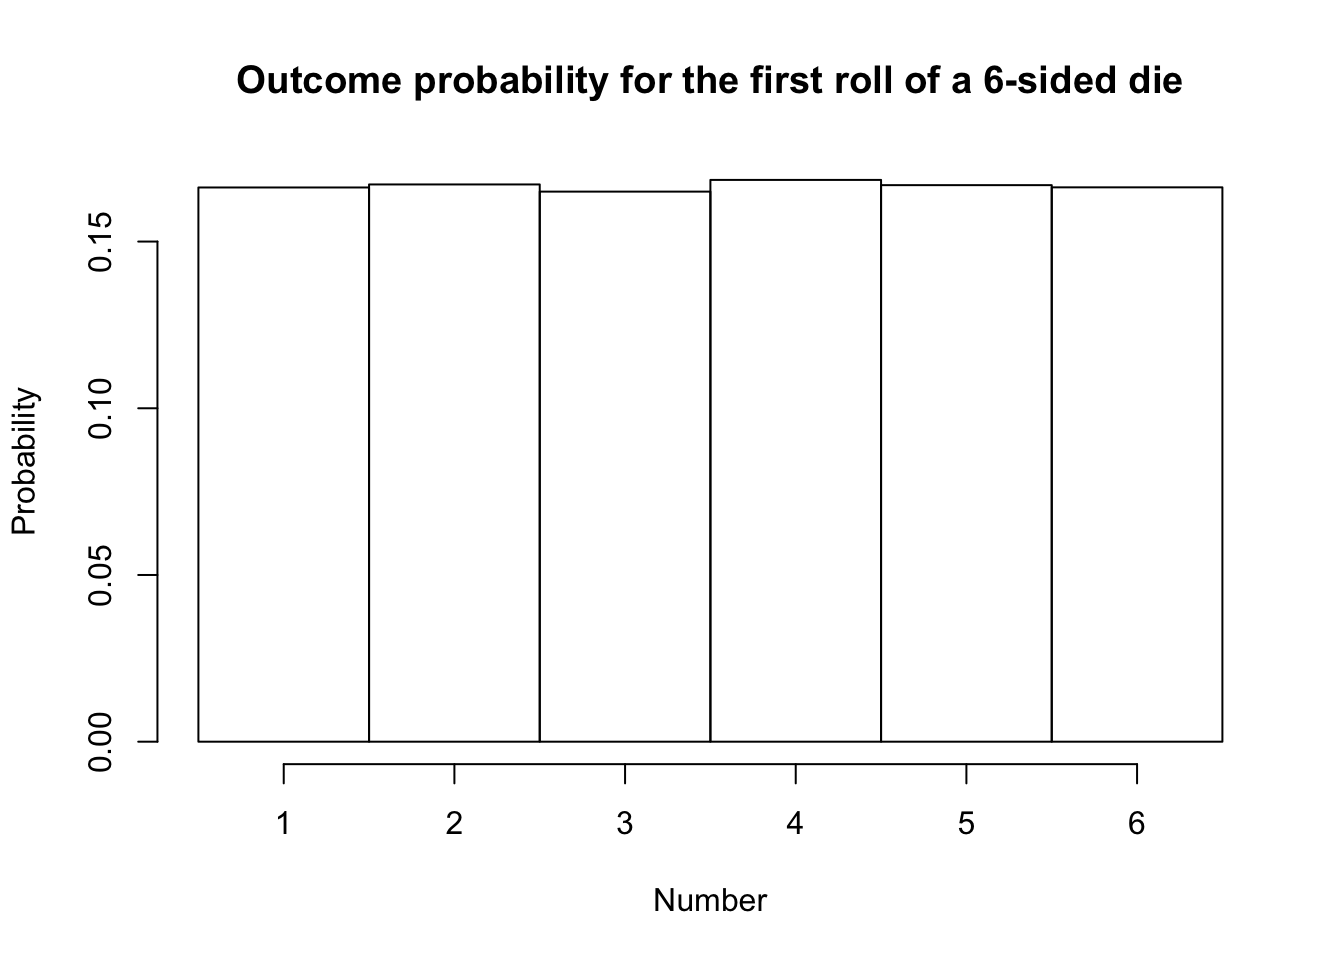 Outcome probability for the first roll of a 6-sided die
Probability
0.15
0.10
0.05
0.00
1 2 3 4 5 6
Number